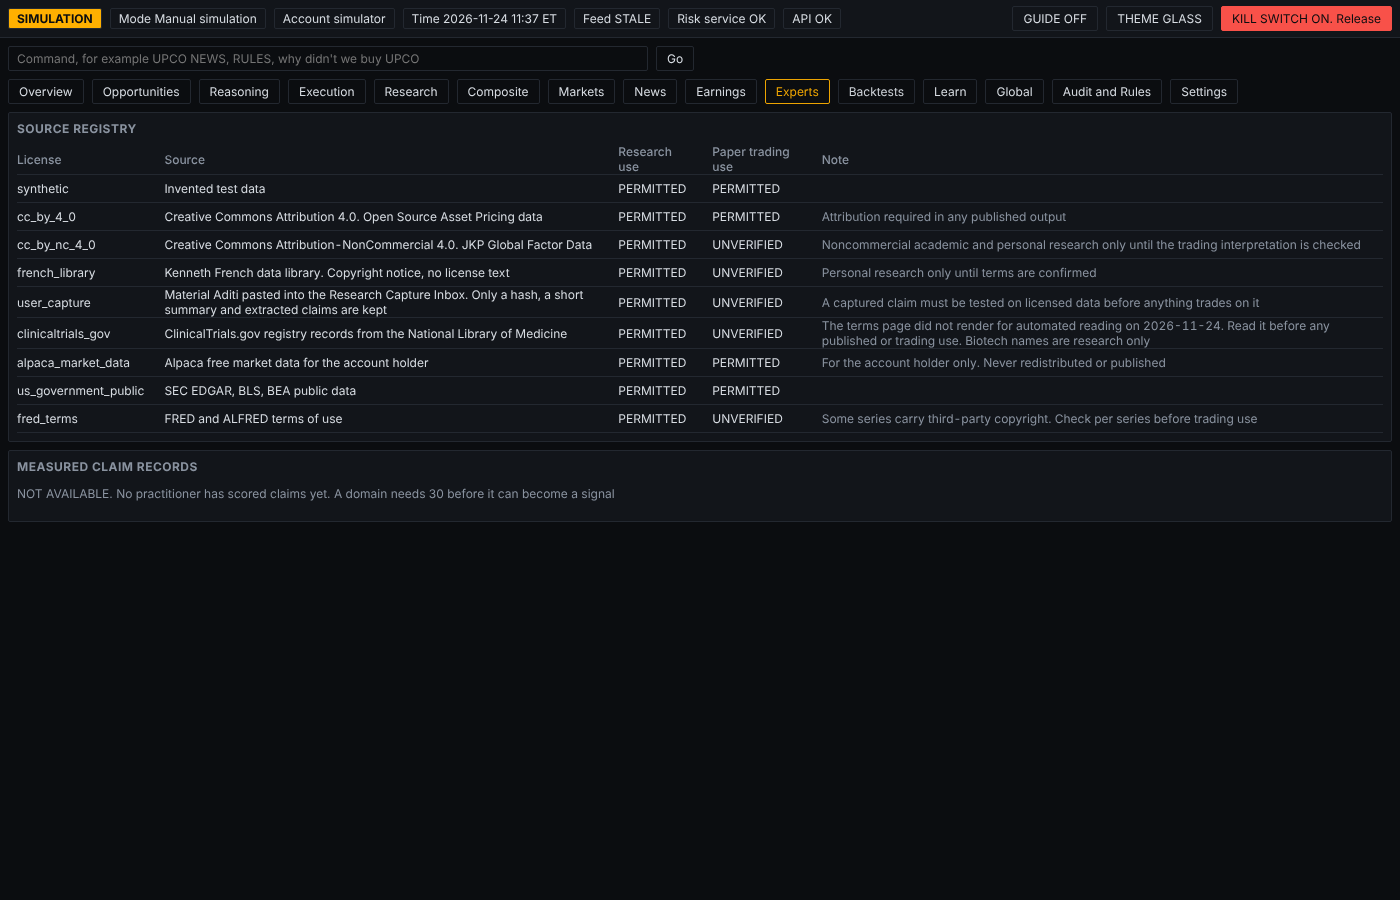 SIMULATION Mode Manual simulation Account simulator Time 2026-11-24 11:37 ET Feed STALE Risk service OK API OK GUIDE OFF THEME GLASS KILL SWITCH ON. Release
Command, for example UPCO NEWS, RULES, why didn't we buy UPCO Go
Overview Opportunities Reasoning Execution Research Composite Markets News Earnings Experts Backtests Learn Global Audit and Rules Settings
SOURCE REGISTRY
License Source Research use Paper trading use Note
synthetic Invented test data PERMITTED PERMITTED
cc_by_4_0 Creative Commons Attribution 4.0. Open Source Asset Pricing data PERMITTED PERMITTED Attribution required in any published output
cc_by_nc_4_0 Creative Commons Attribution-NonCommercial 4.0. JKP Global Factor Data PERMITTED UNVERIFIED Noncommercial academic and personal research only until the trading interpretation is checked
french_library Kenneth French data library. Copyright notice, no license text PERMITTED UNVERIFIED Personal research only until terms are confirmed
user_capture Material Aditi pasted into the Research Capture Inbox. Only a hash, a short summary and extracted claims are kept PERMITTED UNVERIFIED A captured claim must be tested on licensed data before anything trades on it
clinicaltrials_gov ClinicalTrials.gov registry records from the National Library of Medicine PERMITTED UNVERIFIED The terms page did not render for automated reading on 2026-11-24. Read it before any published or trading use. Biotech names are research only
alpaca_market_data Alpaca free market data for the account holder PERMITTED PERMITTED For the account holder only. Never redistributed or published
us_government_public SEC EDGAR, BLS, BEA public data PERMITTED PERMITTED
fred_terms FRED and ALFRED terms of use PERMITTED UNVERIFIED Some series carry third-party copyright. Check per series before trading use
MEASURED CLAIM RECORDS
NOT AVAILABLE. No practitioner has scored claims yet. A domain needs 30 before it can become a signal